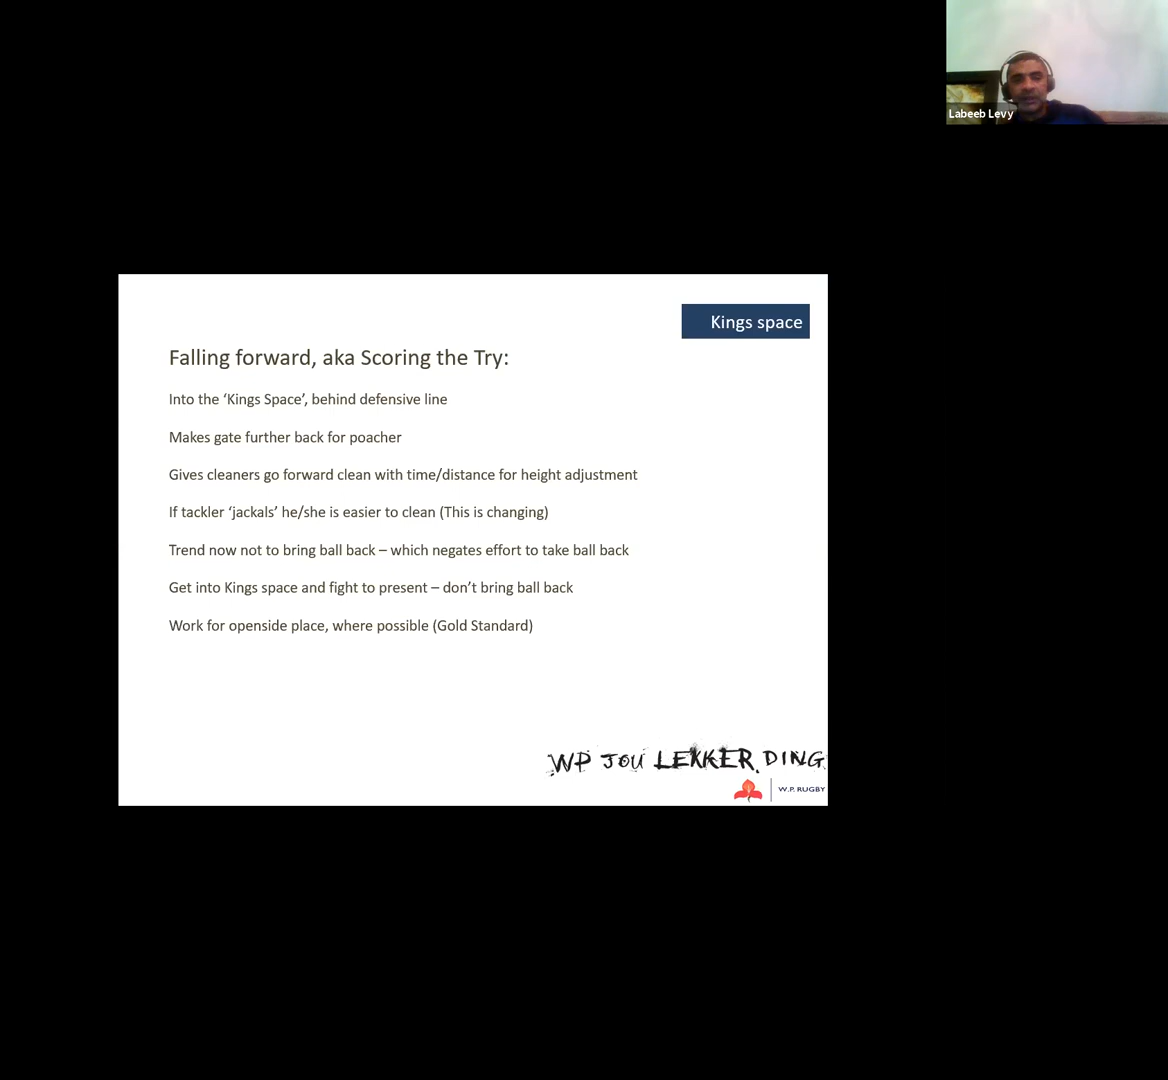 Labeeb Levy
Kings space
Falling forward, aka Scoring the Try:
Into the ‘Kings Space’, behind defensive line
Makes gate further back for poacher
Gives cleaners go forward clean with time/distance for height adjustment
If tackler ‘jackals’ he/she is easier to clean (This is changing)
Trend now not to bring ball back – which negates effort to take ball back
Get into Kings space and fight to present – don’t bring ball back
Work for openside place, where possible (Gold Standard)
WP JOU LEKKER DING
W.P. RUGBY